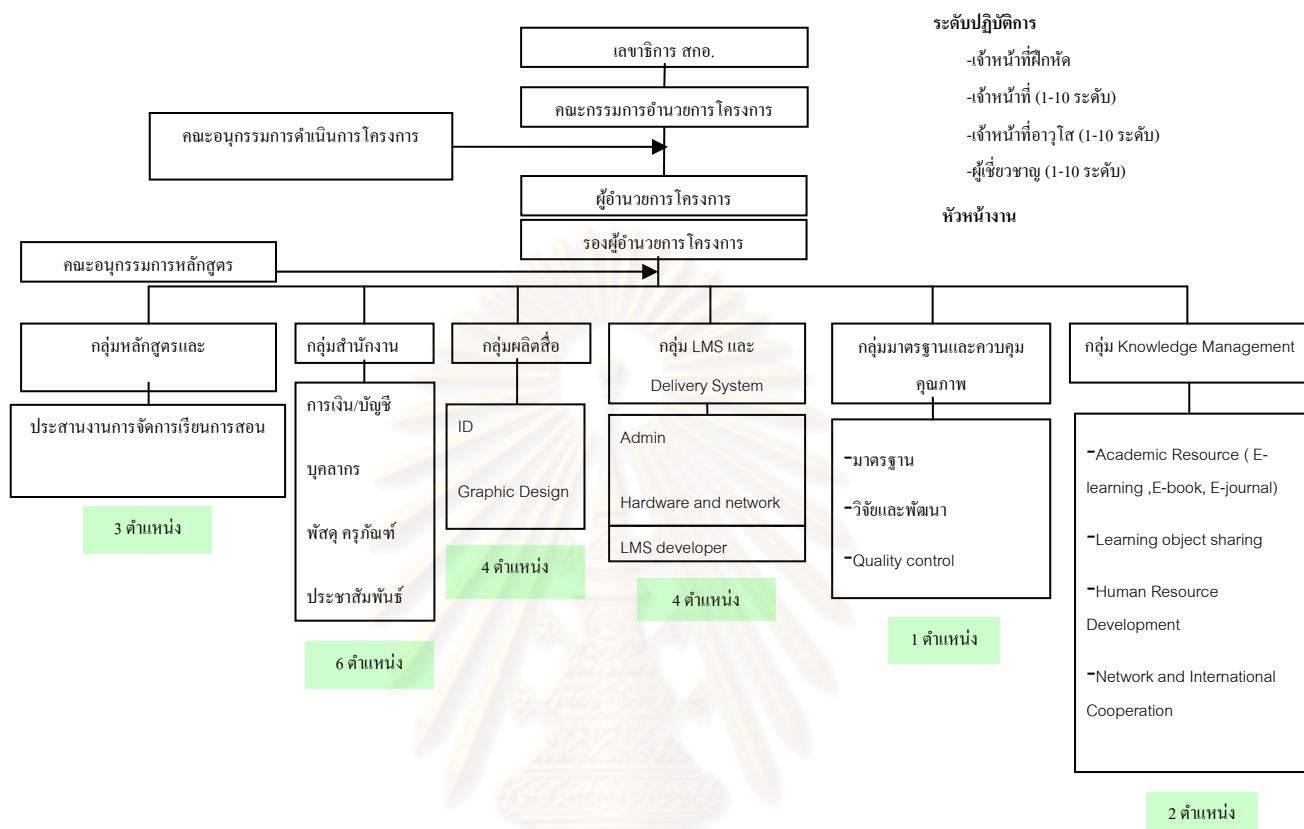 เลขาธิการ สกอ.
คณะกรรมการอำนวยการโครงการ
คณะอนุกรรมการดำเนินการโครงการ
ผู้อำนวยการโครงการ
รองผู้อำนวยการโครงการ
คณะอนุกรรมการหลักสูตร
ระดับปฏิบัติการ
-เจ้าหน้าที่ฝึกหัด
-เจ้าหน้าที่ (1-10 ระดับ)
-เจ้าหน้าที่อาวุโส (1-10 ระดับ)
-ผู้เชี่ยวชาญ (1-10 ระดับ)
หัวหน้างาน
กลุ่มหลักสูตรและ
ประสานงานการจัดการเรียนการสอน
3 ตำแหน่ง
กลุ่มสำนักงาน
การเงิน/บัญชี
บุคลากร
พัสดุ ครุภัณฑ์
ประชาสัมพันธ์
6 ตำแหน่ง
กลุ่มผลิตสื่อ
ID
Graphic Design
4 ตำแหน่ง
กลุ่ม LMS และ
Delivery System
Admin
Hardware and network
LMS developer
4 ตำแหน่ง
กลุ่มมาตรฐานและควบคุม
คุณภาพ
-มาตรฐาน
-วิจัยและพัฒนา
-Quality control
1 ตำแหน่ง
กลุ่ม Knowledge Management
-Academic Resource ( E-
learning ,E-book, E-journal)
-Learning object sharing
-Human Resource
Development
-Network and International
Cooperation
2 ตำแหน่ง